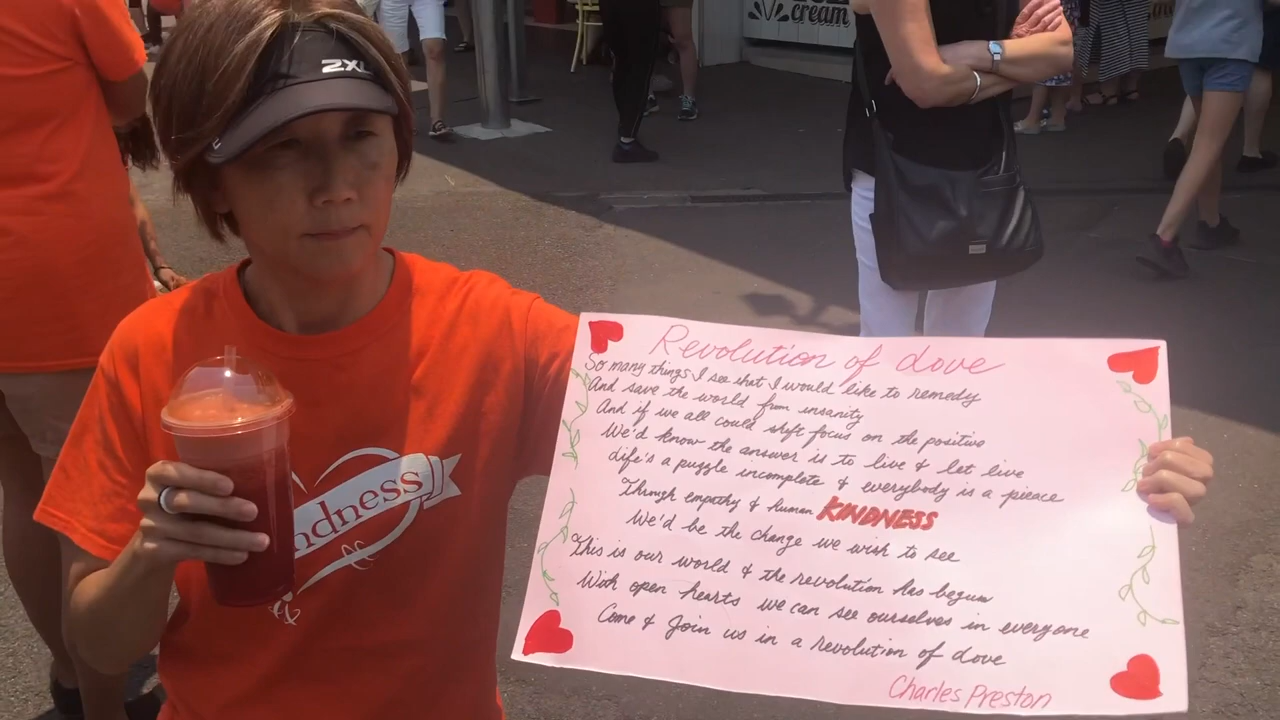 cream
2XU
ndness
Revolution of Love
So many things I see that I would like to remedy
And save the world from insanity
And if we all could shift focus on the positive
We'd know the answer is to live & let live
Life's a puzzle incomplete & everybody is a pieace
Through empathy & human KINDNESS
We'd be the change we wish to see
This is our world & the revolution has begun
With open hearts we can see ourselves in everyone
Come & Join us in a revolution of Love
Charles Preston